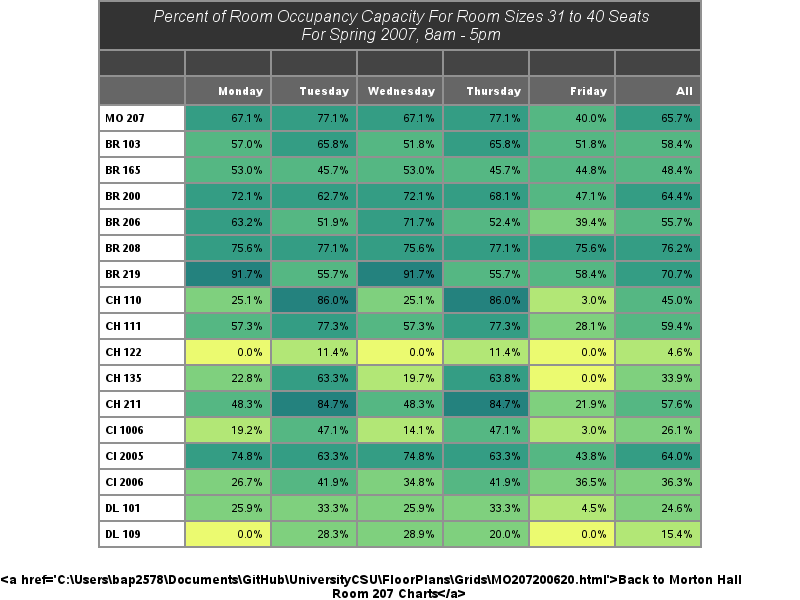 Percent of Room Occupancy Capacity For Room Sizes 31 to 40 Seats
For Spring 2007, 8am - 5pm
Monday Tuesday Wednesday Thursday Friday All
MO 207 67.1% 77.1% 67.1% 77.1% 40.0% 65.7%
BR 103 57.0% 65.8% 51.8% 65.8% 51.8% 58.4%
BR 165 53.0% 45.7% 53.0% 45.7% 44.8% 48.4%
BR 200 72.1% 62.7% 72.1% 68.1% 47.1% 64.4%
BR 206 63.2% 51.9% 71.7% 52.4% 39.4% 55.7%
BR 208 75.6% 77.1% 75.6% 77.1% 75.6% 76.2%
BR 219 91.7% 55.7% 91.7% 55.7% 58.4% 70.7%
CH 110 25.1% 86.0% 25.1% 86.0% 3.0% 45.0%
CH 111 57.3% 77.3% 57.3% 77.3% 28.1% 59.4%
CH 122 0.0% 11.4% 0.0% 11.4% 0.0% 4.6%
CH 135 22.8% 63.3% 19.7% 63.8% 0.0% 33.9%
CH 211 48.3% 84.7% 48.3% 84.7% 21.9% 57.6%
CI 1006 19.2% 47.1% 14.1% 47.1% 3.0% 26.1%
CI 2005 74.8% 63.3% 74.8% 63.3% 43.8% 64.0%
CI 2006 26.7% 41.9% 34.8% 41.9% 36.5% 36.3%
DL 101 25.9% 33.3% 25.9% 33.3% 4.5% 24.6%
DL 109 0.0% 28.3% 28.9% 20.0% 0.0% 15.4%
<a href='C:\Users\bap2578\Documents\GitHub\UniversityCSU\FloorPlans\Grids\MO207200620.html'>Back to Morton Hall
Room 207 Charts</a>